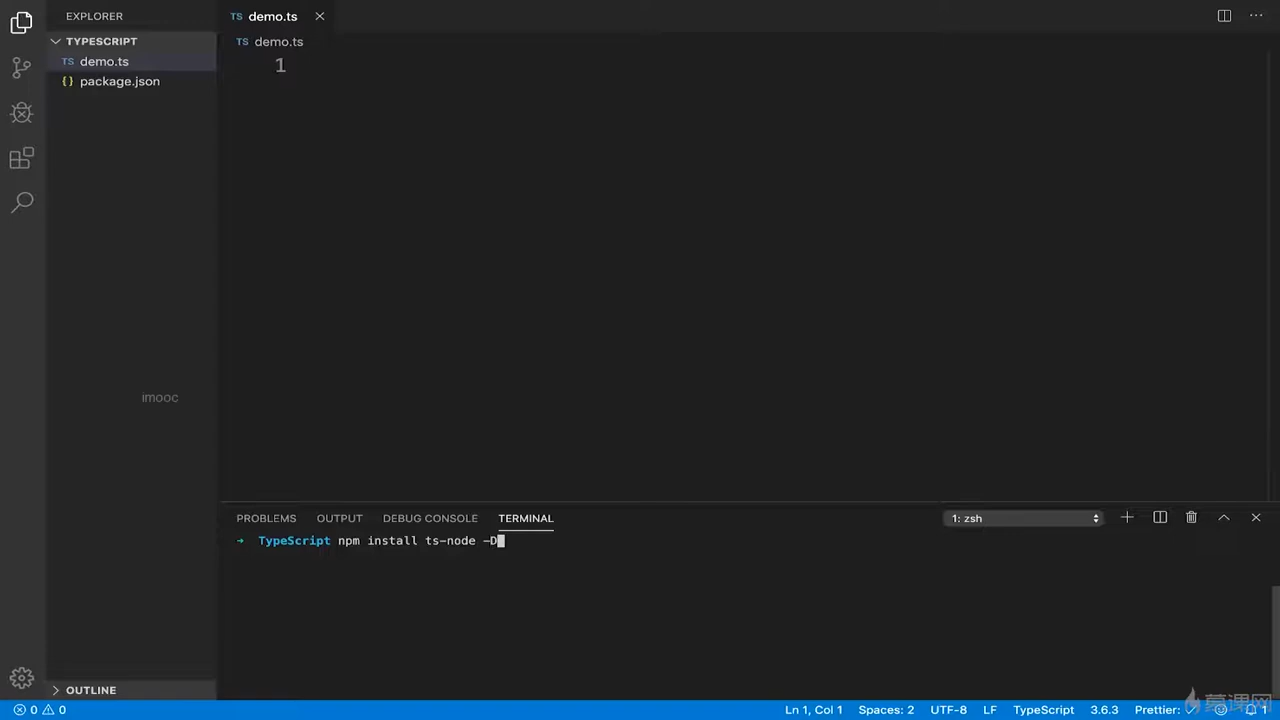 EXPLORER
TYPESCRIPT
TS demo.ts
{} package.json
imooc
OUTLINE
TS demo.ts
TS demo.ts
1
PROBLEMS OUTPUT DEBUG CONSOLE TERMINAL
1: zsh
➜ TypeScript npm install ts-node -D
0 0
Ln 1, Col 1 Spaces: 2 UTF-8 LF TypeScript 3.6.3 Prettier: ✓ 1
慕课网